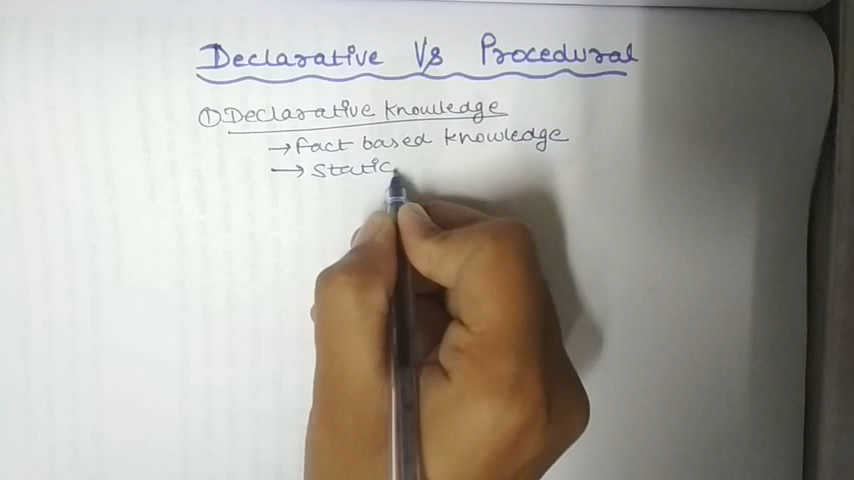 Declarative Vs Procedural
① Declarative knowledge
→ fact based knowledge
→ static